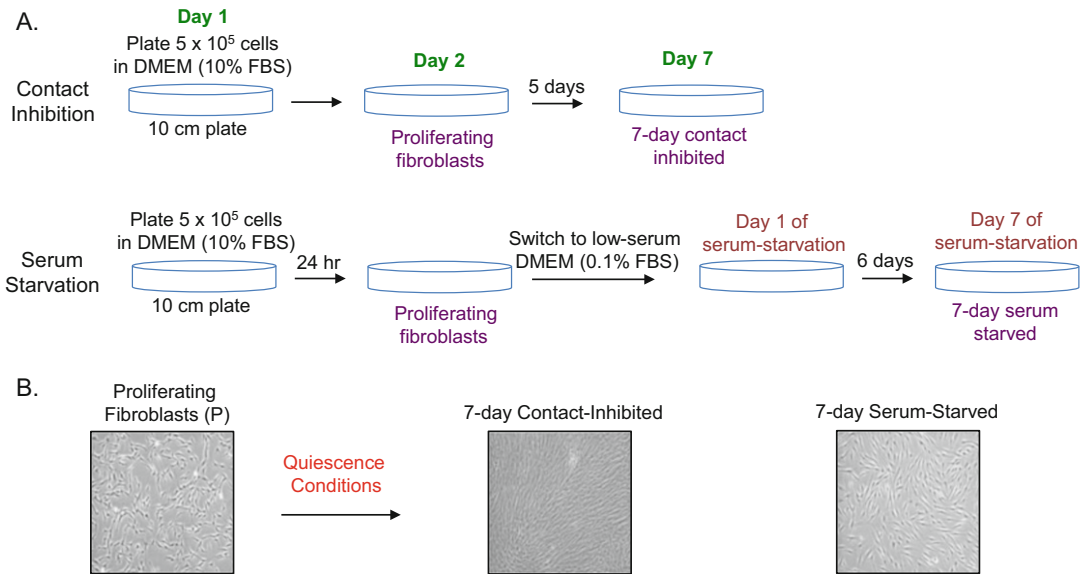 A.
Day 1
Plate 5 x 10⁵ cells
in DMEM (10% FBS)
Contact
Inhibition
10 cm plate
Day 2
Proliferating
fibroblasts
5 days
Day 7
7-day contact
inhibited
Plate 5 x 10⁵ cells
in DMEM (10% FBS)
Serum
Starvation
10 cm plate
24 hr
Proliferating
fibroblasts
Switch to low-serum
DMEM (0.1% FBS)
Day 1 of
serum-starvation
6 days
Day 7 of
serum-starvation
7-day serum
starved
B.
Proliferating
Fibroblasts (P)
Quiescence
Conditions
7-day Contact-Inhibited
7-day Serum-Starved